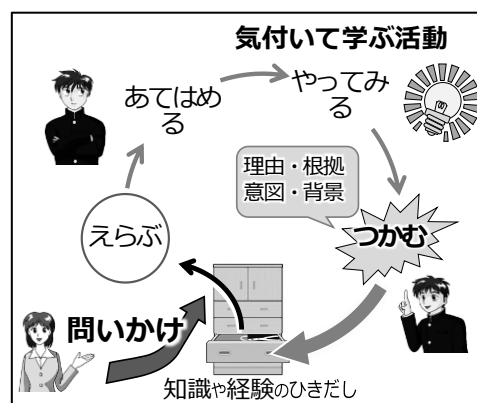 気付いて学ぶ活動
あてはめ
る
やってみ
る
理由・根拠
意図・背景
つかむ
えらぶ
問いかけ
知識や経験のひきだし